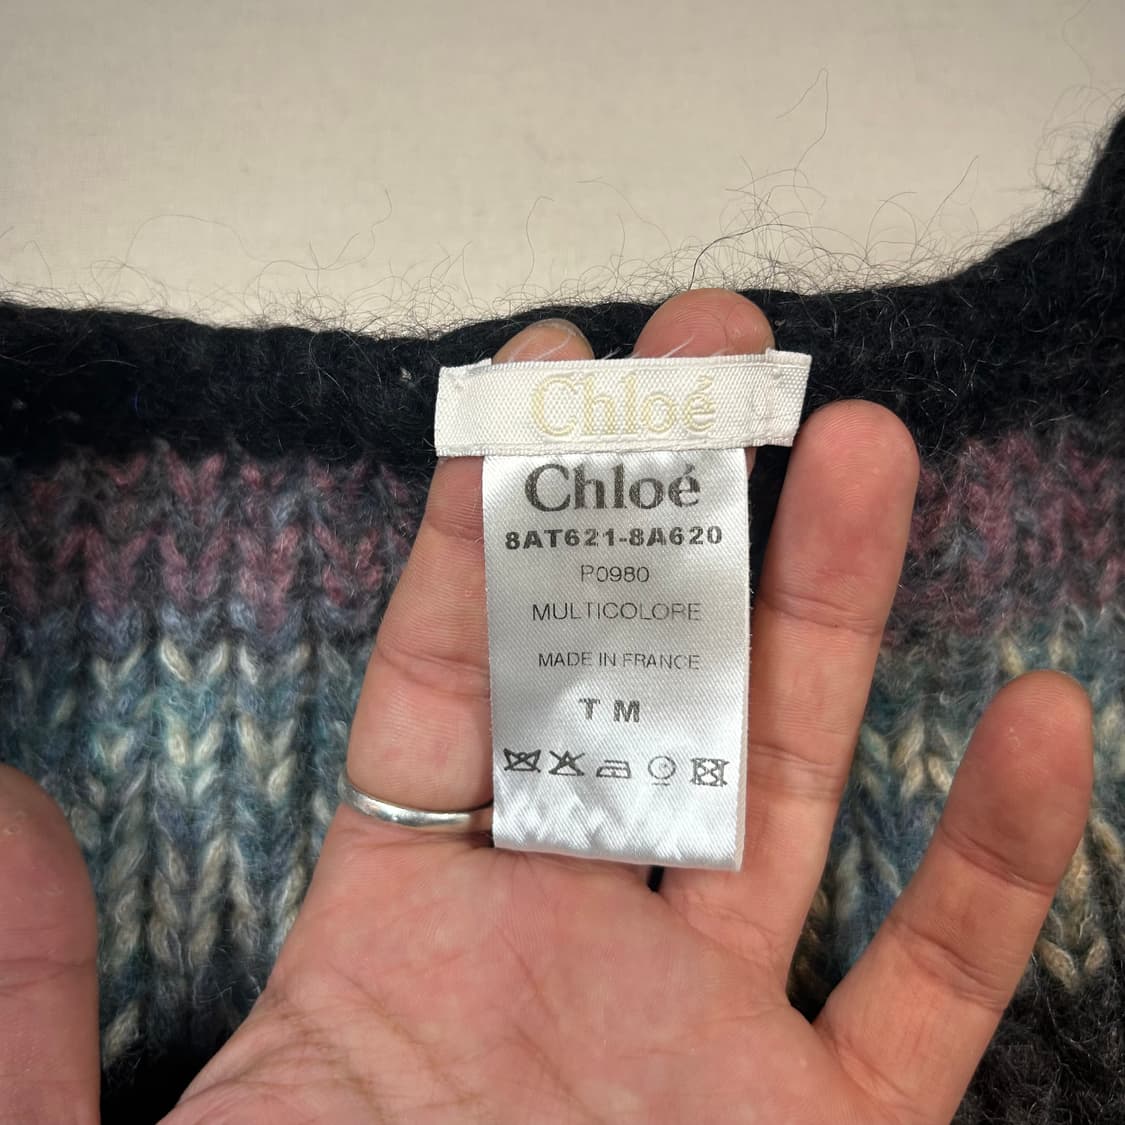 Chloé
Chloé
8AT621-8A620
P0980
MULTICOLORE
MADE IN FRANCE
T M